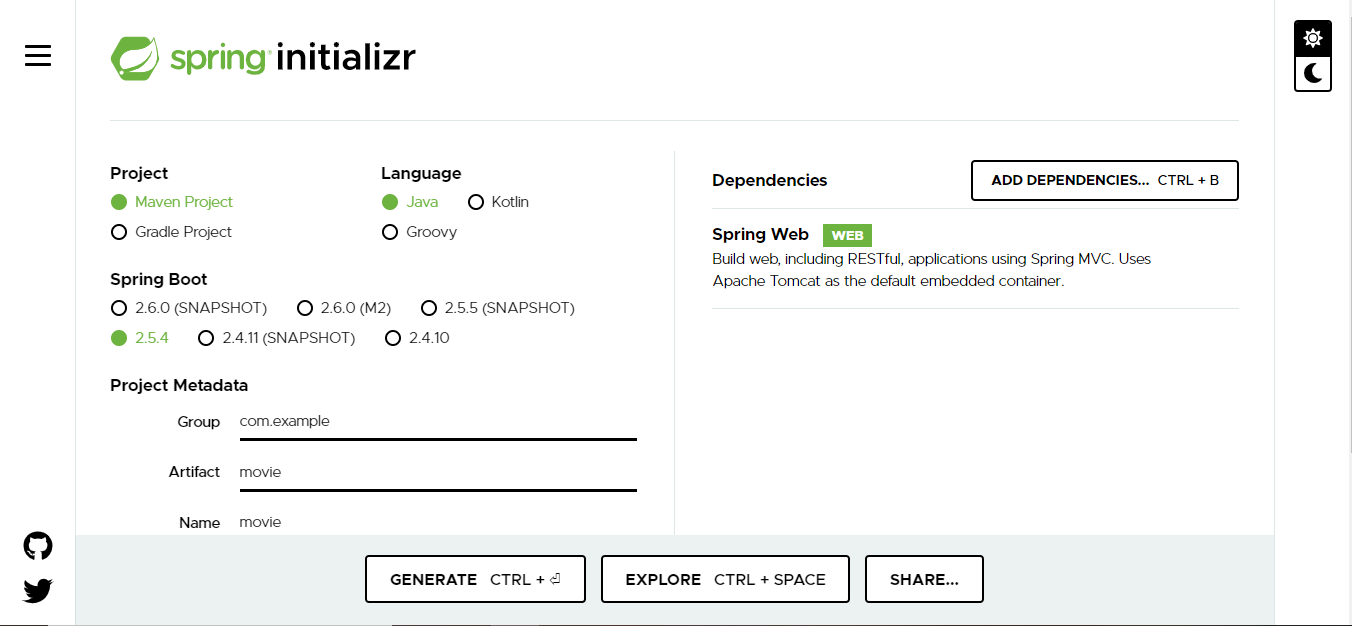 spring initializr
Project
Maven Project
Gradle Project
Language
Java Kotlin
Groovy
Spring Boot
2.6.0 (SNAPSHOT) 2.6.0 (M2) 2.5.5 (SNAPSHOT)
2.5.4 2.4.11 (SNAPSHOT) 2.4.10
Project Metadata
Group com.example
Artifact movie
Name movie
Dependencies
ADD DEPENDENCIES... CTRL + B
Spring Web WEB
Build web, including RESTful, applications using Spring MVC. Uses
Apache Tomcat as the default embedded container.
GENERATE CTRL + ⏎
EXPLORE CTRL + SPACE
SHARE...